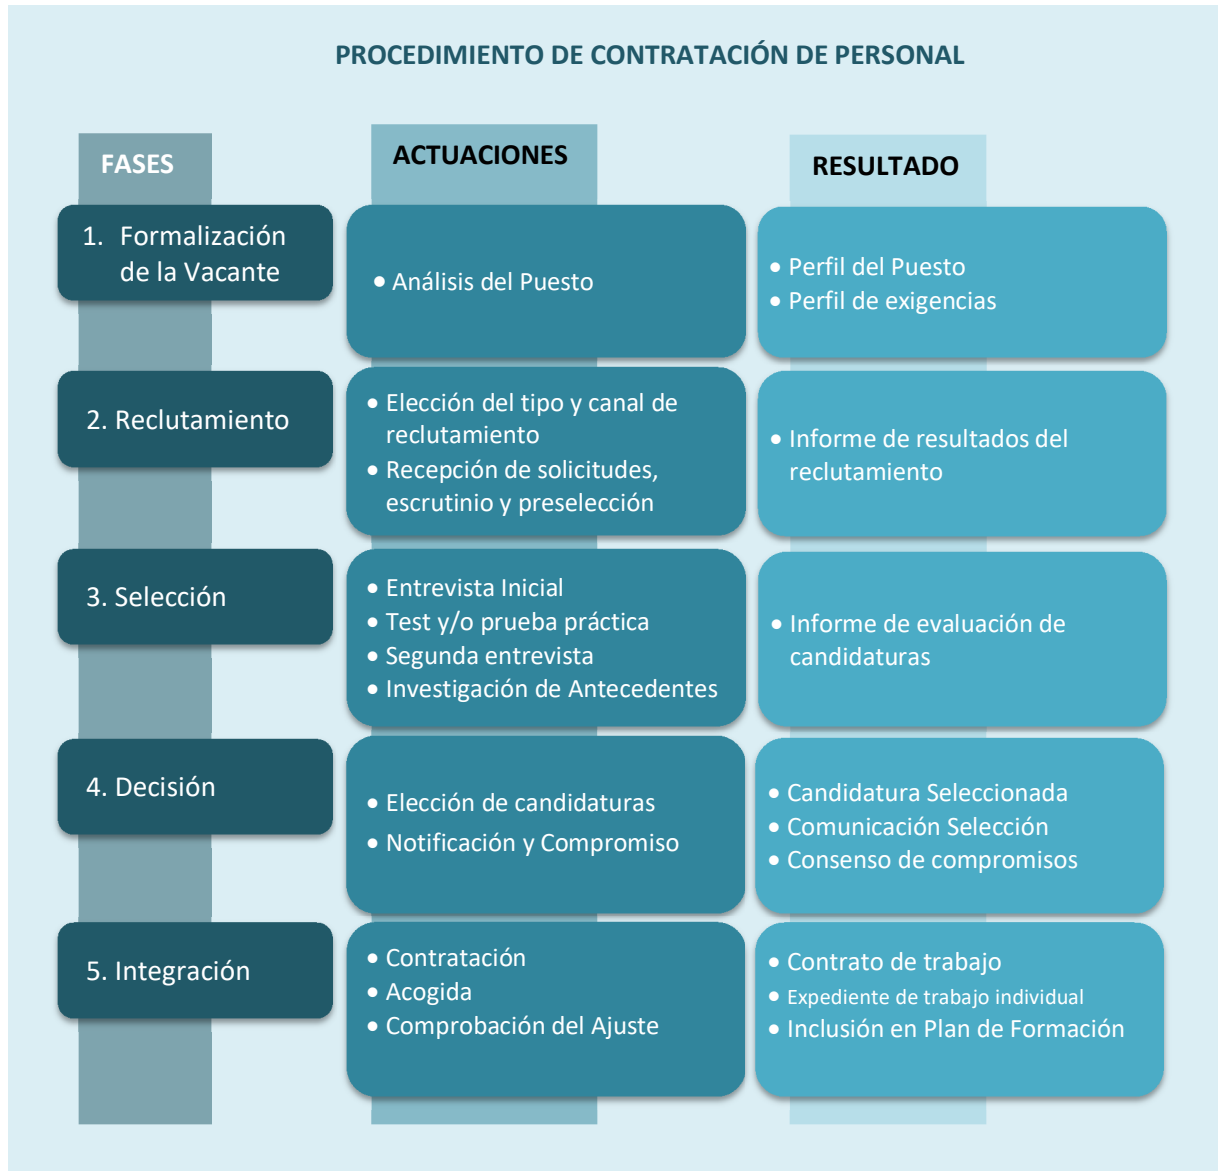 PROCEDIMIENTO DE CONTRATACIÓN DE PERSONAL
FASES
ACTUACIONES
RESULTADO
1. Formalización
de la Vacante
• Análisis del Puesto
• Perfil del Puesto
• Perfil de exigencias
2. Reclutamiento
• Elección del tipo y canal de
reclutamiento
• Recepción de solicitudes,
escrutinio y preselección
• Informe de resultados del
reclutamiento
3. Selección
• Entrevista Inicial
• Test y/o prueba práctica
• Segunda entrevista
• Investigación de Antecedentes
• Informe de evaluación de
candidaturas
4. Decisión
• Elección de candidaturas
• Notificación y Compromiso
• Candidatura Seleccionada
• Comunicación Selección
• Consenso de compromisos
5. Integración
• Contratación
• Acogida
• Comprobación del Ajuste
• Contrato de trabajo
• Expediente de trabajo individual
• Inclusión en Plan de Formación